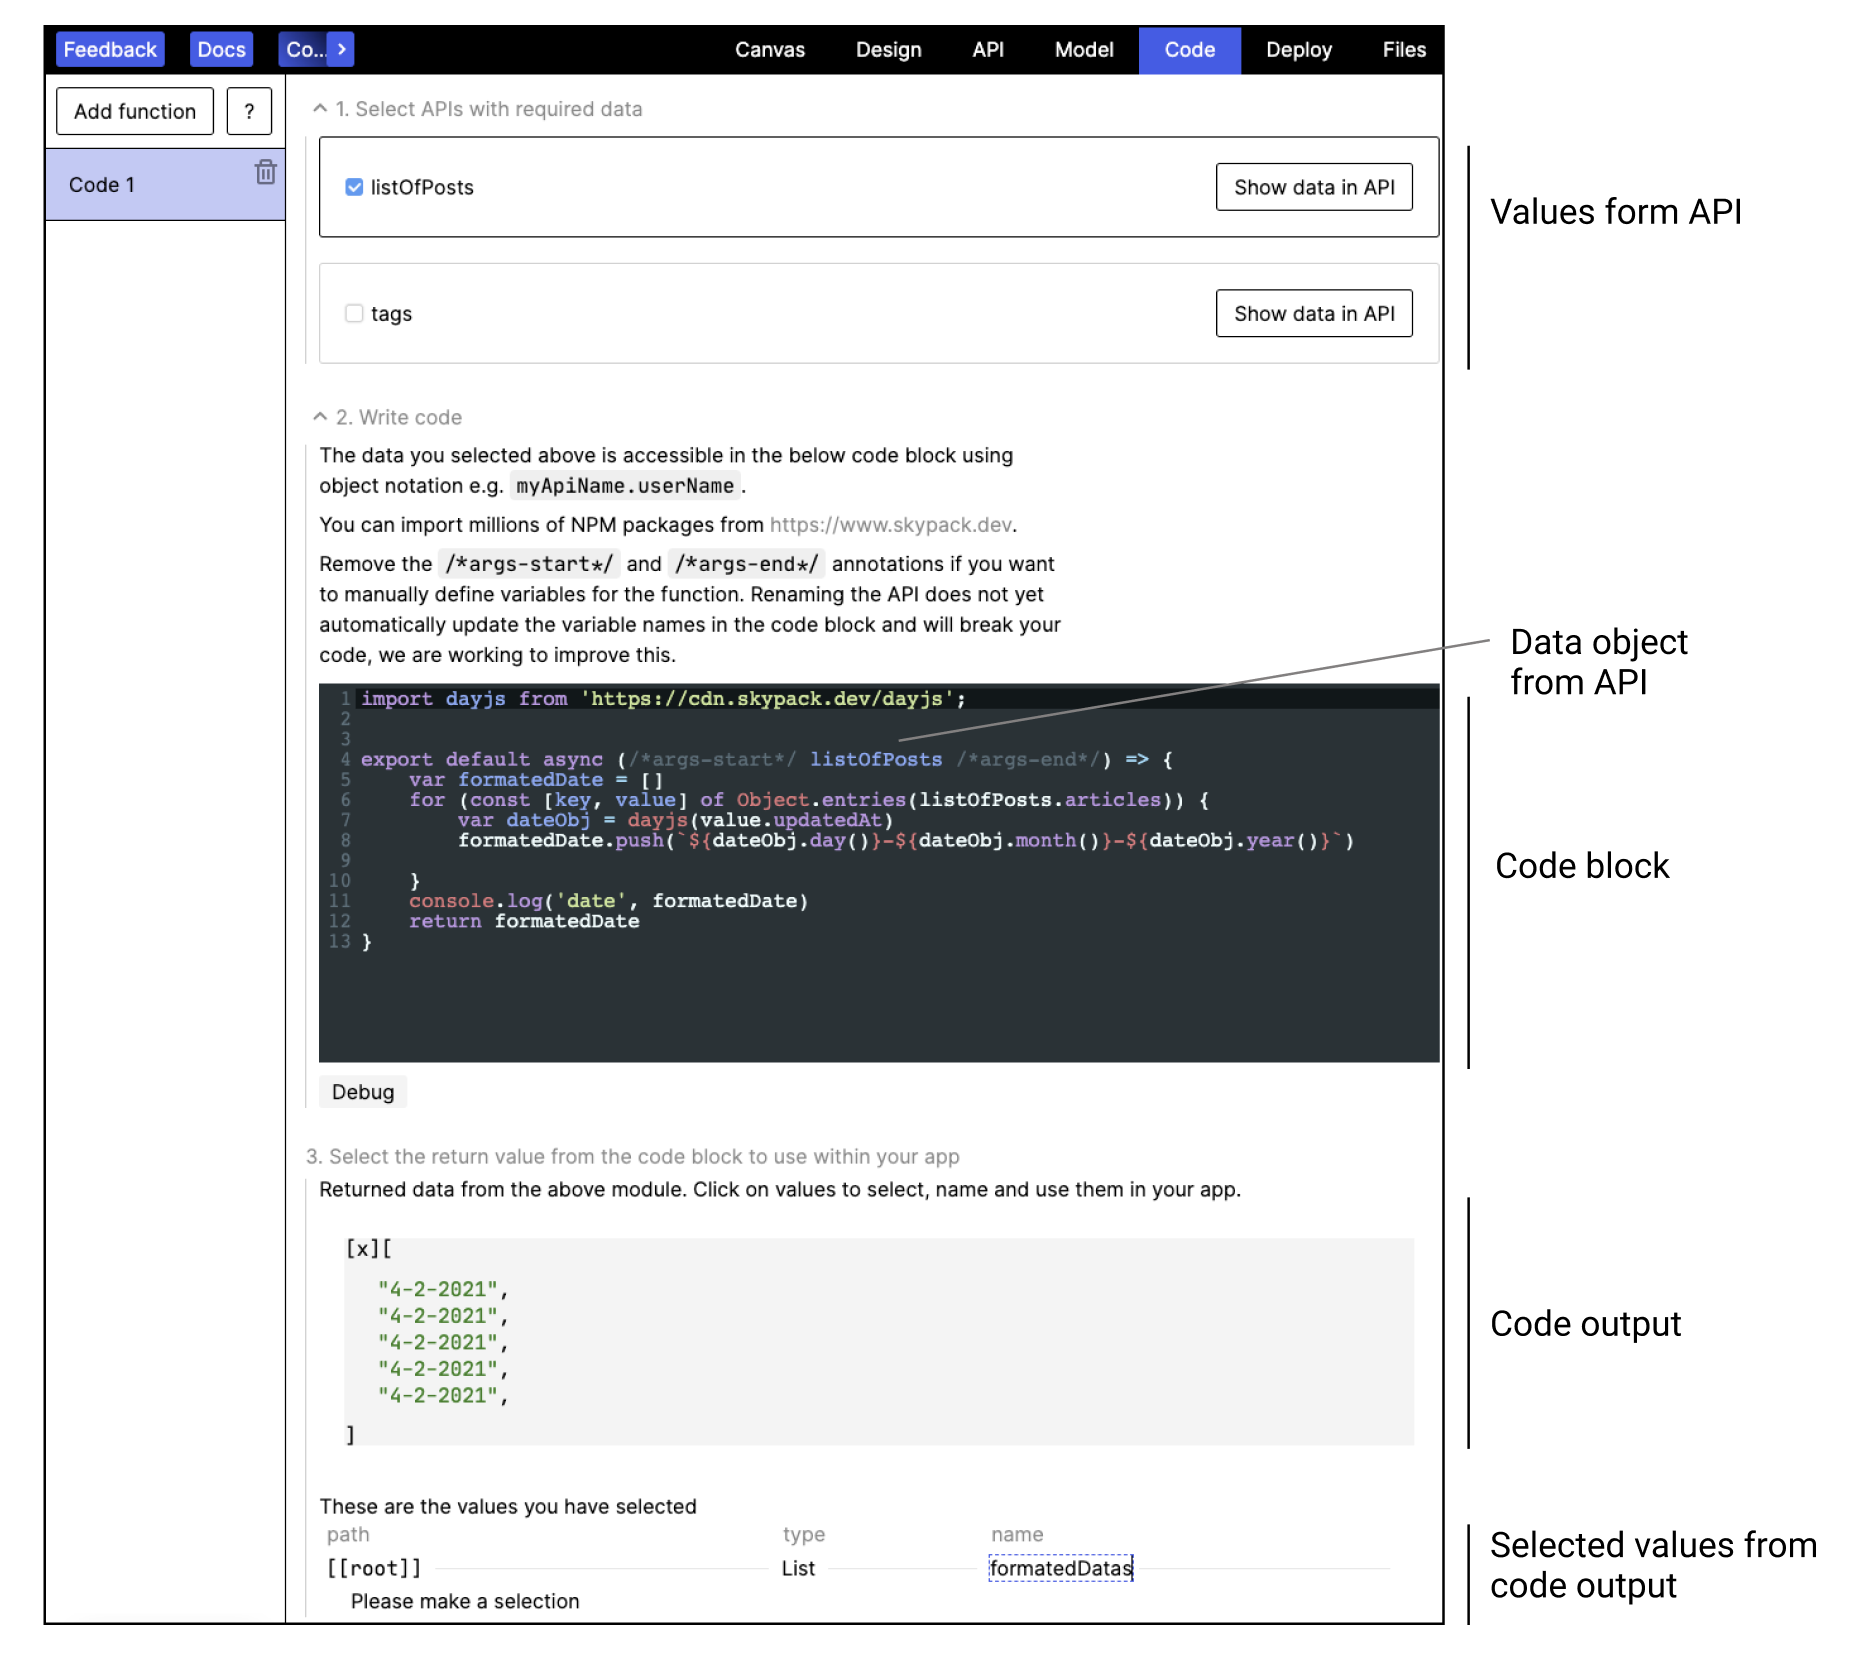 Feedback Docs Co... > Canvas Design API Model Code Deploy Files
Add function ?
Code 1
1. Select APIs with required data
listOfPosts Show data in API
tags Show data in API
Values form API
2. Write code
The data you selected above is accessible in the below code block using
object notation e.g. myApiName.userName .
You can import millions of NPM packages from https://www.skypack.dev.
Remove the /*args-start*/ and /*args-end*/ annotations if you want
to manually define variables for the function. Renaming the API does not yet
automatically update the variable names in the code block and will break your
code, we are working to improve this.
Data object
from API
1 import dayjs from 'https://cdn.skypack.dev/dayjs';
2
3
4 export default async (/*args-start*/ listOfPosts /*args-end*/) => {
5     var formatedDate = []
6     for (const [key, value] of Object.entries(listOfPosts.articles)) {
7         var dateObj = dayjs(value.updatedAt)
8         formatedDate.push(`${dateObj.day()}-${dateObj.month()}-${dateObj.year()}`)
9
10     }
11     console.log('date', formatedDate)
12     return formatedDate
13 }
Code block
Debug
3. Select the return value from the code block to use within your app
Returned data from the above module. Click on values to select, name and use them in your app.
[x][
"4-2-2021",
"4-2-2021",
"4-2-2021",
"4-2-2021",
"4-2-2021",
]
Code output
These are the values you have selected
path type name
[[root]] List formatedDatas
Please make a selection
Selected values from
code output